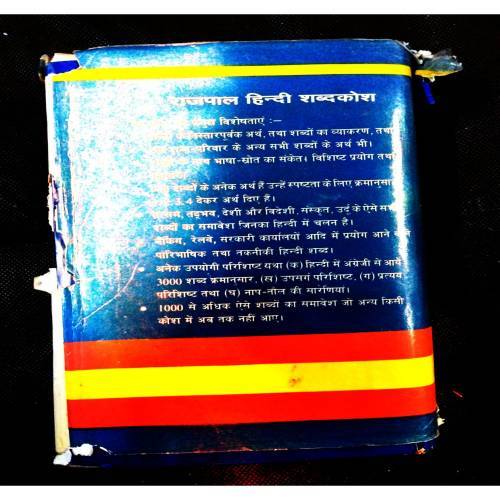 राजपाल हिन्दी शब्दकोश
विशेषताएं :–
विस्तारपूर्वक अर्थ, तथा शब्दों का व्याकरण, तथा
परिवार के अन्य सभी शब्दों के अर्थ भी।
भाषा-स्रोत का संकेत। विशिष्ट प्रयोग तथा
शब्दों के अनेक अर्थ हैं उन्हें स्पष्टता के लिए क्रमानुसार
3,4 देकर अर्थ दिए हैं।
तत्सम, तद्भव, देशी और विदेशी, संस्कृत, उर्दू के ऐसे सभी
शब्दों का समावेश जिनका हिन्दी में चलन है।
बैंकिंग, रेलवे, सरकारी कार्यालयों आदि में प्रयोग आने वाले
पारिभाषिक तथा तकनीकी हिन्दी शब्द।
अनेक उपयोगी परिशिष्ट यथा (क) हिन्दी में अंग्रेजी से आये
3000 शब्द क्रमानुसार, (ख) उपसर्ग परिशिष्ट, (ग) प्रत्यय
परिशिष्ट तथा (घ) नाप-तौल की सारणियां।
1000 से अधिक ऐसे शब्दों का समावेश जो अन्य किसी
कोश में अब तक नहीं आए।